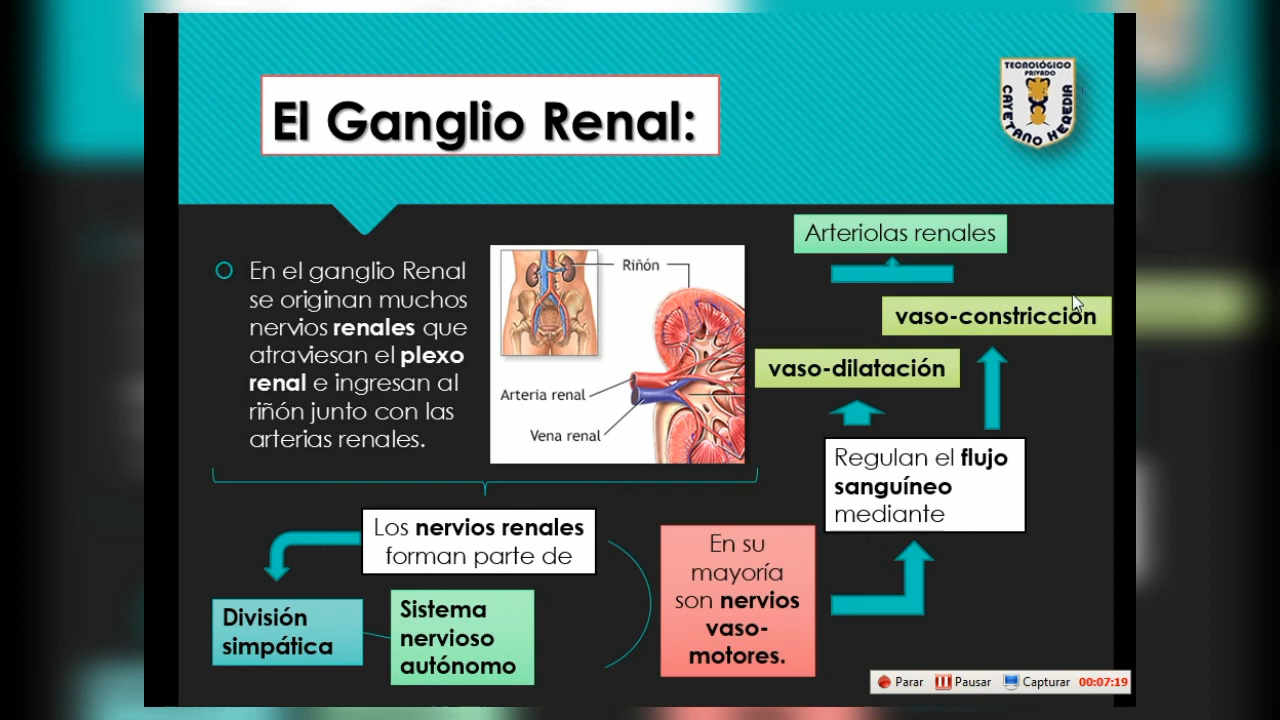 El Ganglio Renal:
TECNOLÓGICO
PRIVADO
CAYETANO HEREDIA
En el ganglio Renal
se originan muchos
nervios renales que
atraviesan el plexo
renal e ingresan al
riñón junto con las
arterias renales.
Riñón
Arteria renal
Vena renal
Arteriolas renales
vaso-constricción
vaso-dilatación
Regulan el flujo
sanguíneo
mediante
Los nervios renales
forman parte de
División
simpática
Sistema
nervioso
autónomo
En su
mayoría
son nervios
vaso-
motores.
Parar Pausar Capturar 00:07:19